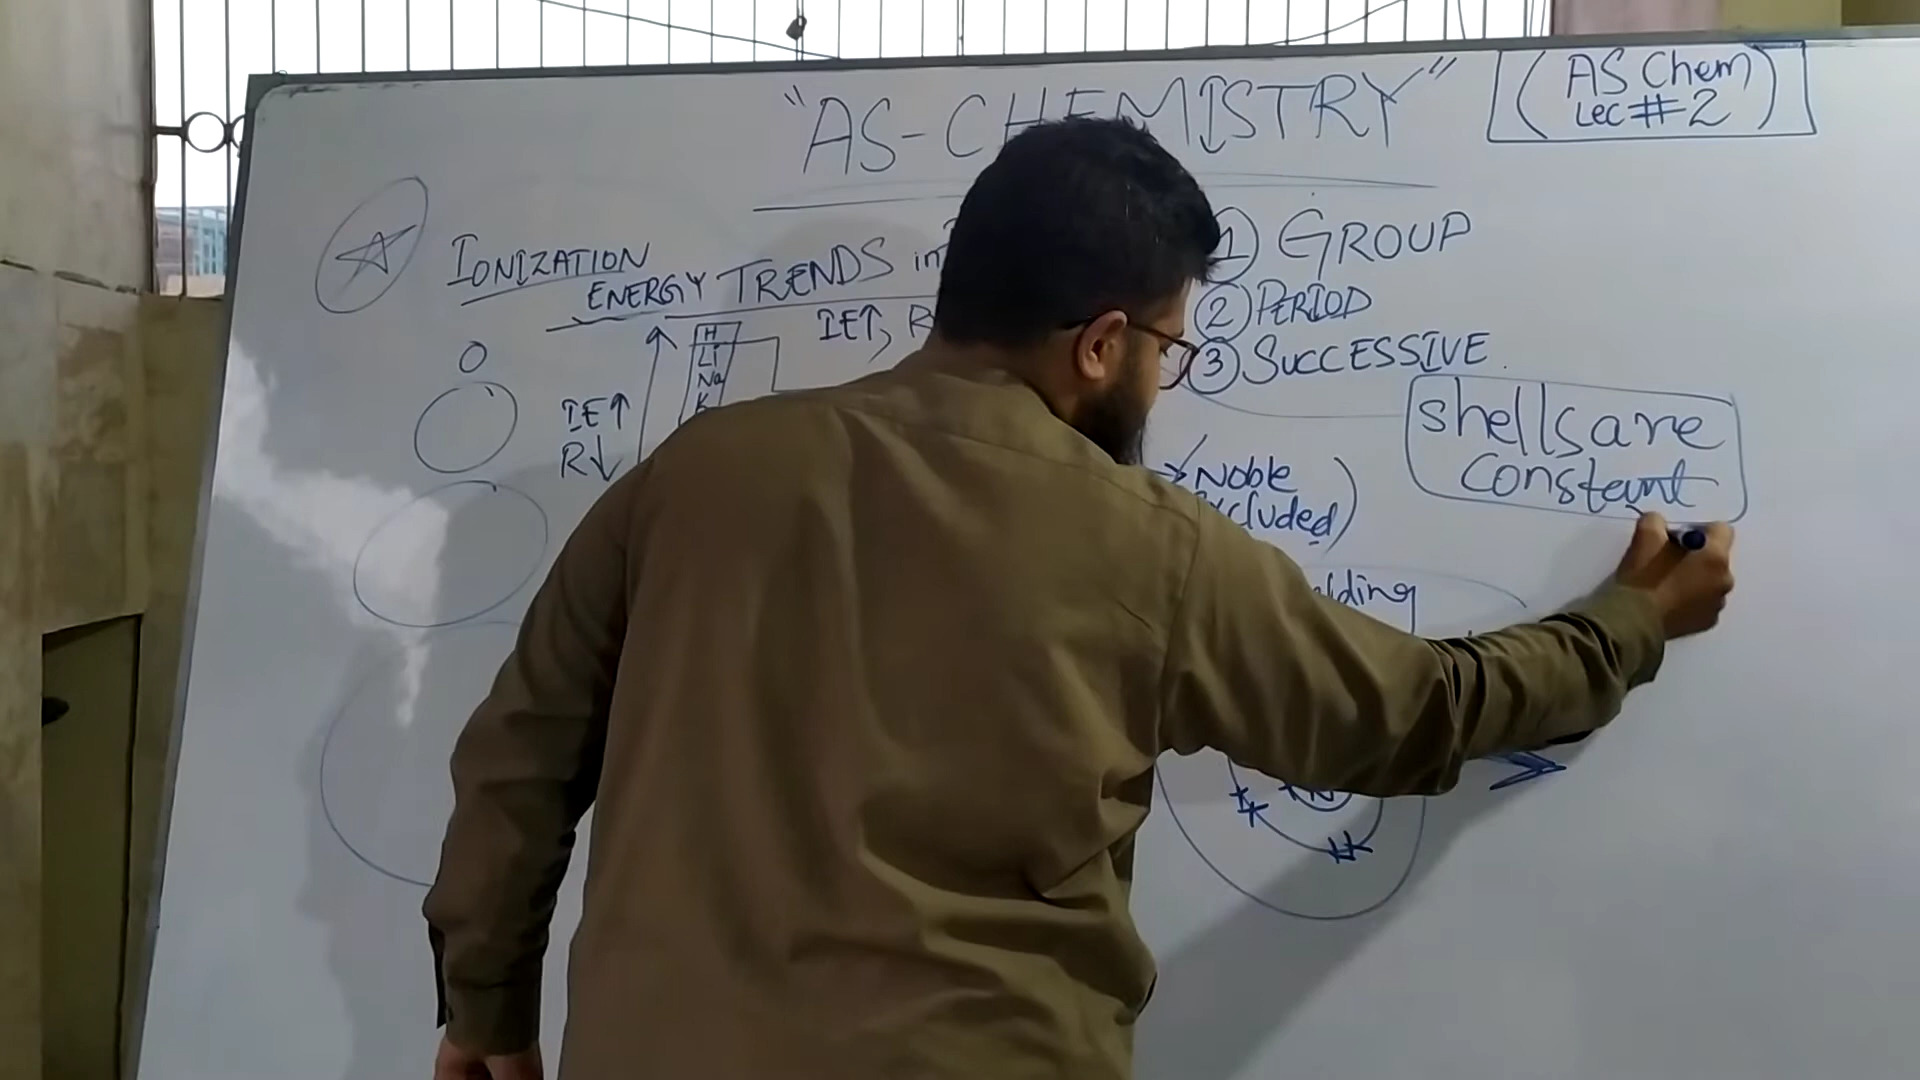 "AS-CHEMISTRY"
(AS Chem)
Lec #2
IONIZATION
ENERGY TRENDS in
① GROUP
② PERIOD
③ SUCCESSIVE
IE↑, R
H
Li
Na
K
IE↑
R↓
shells are
constant
→ Noble
excluded)
N